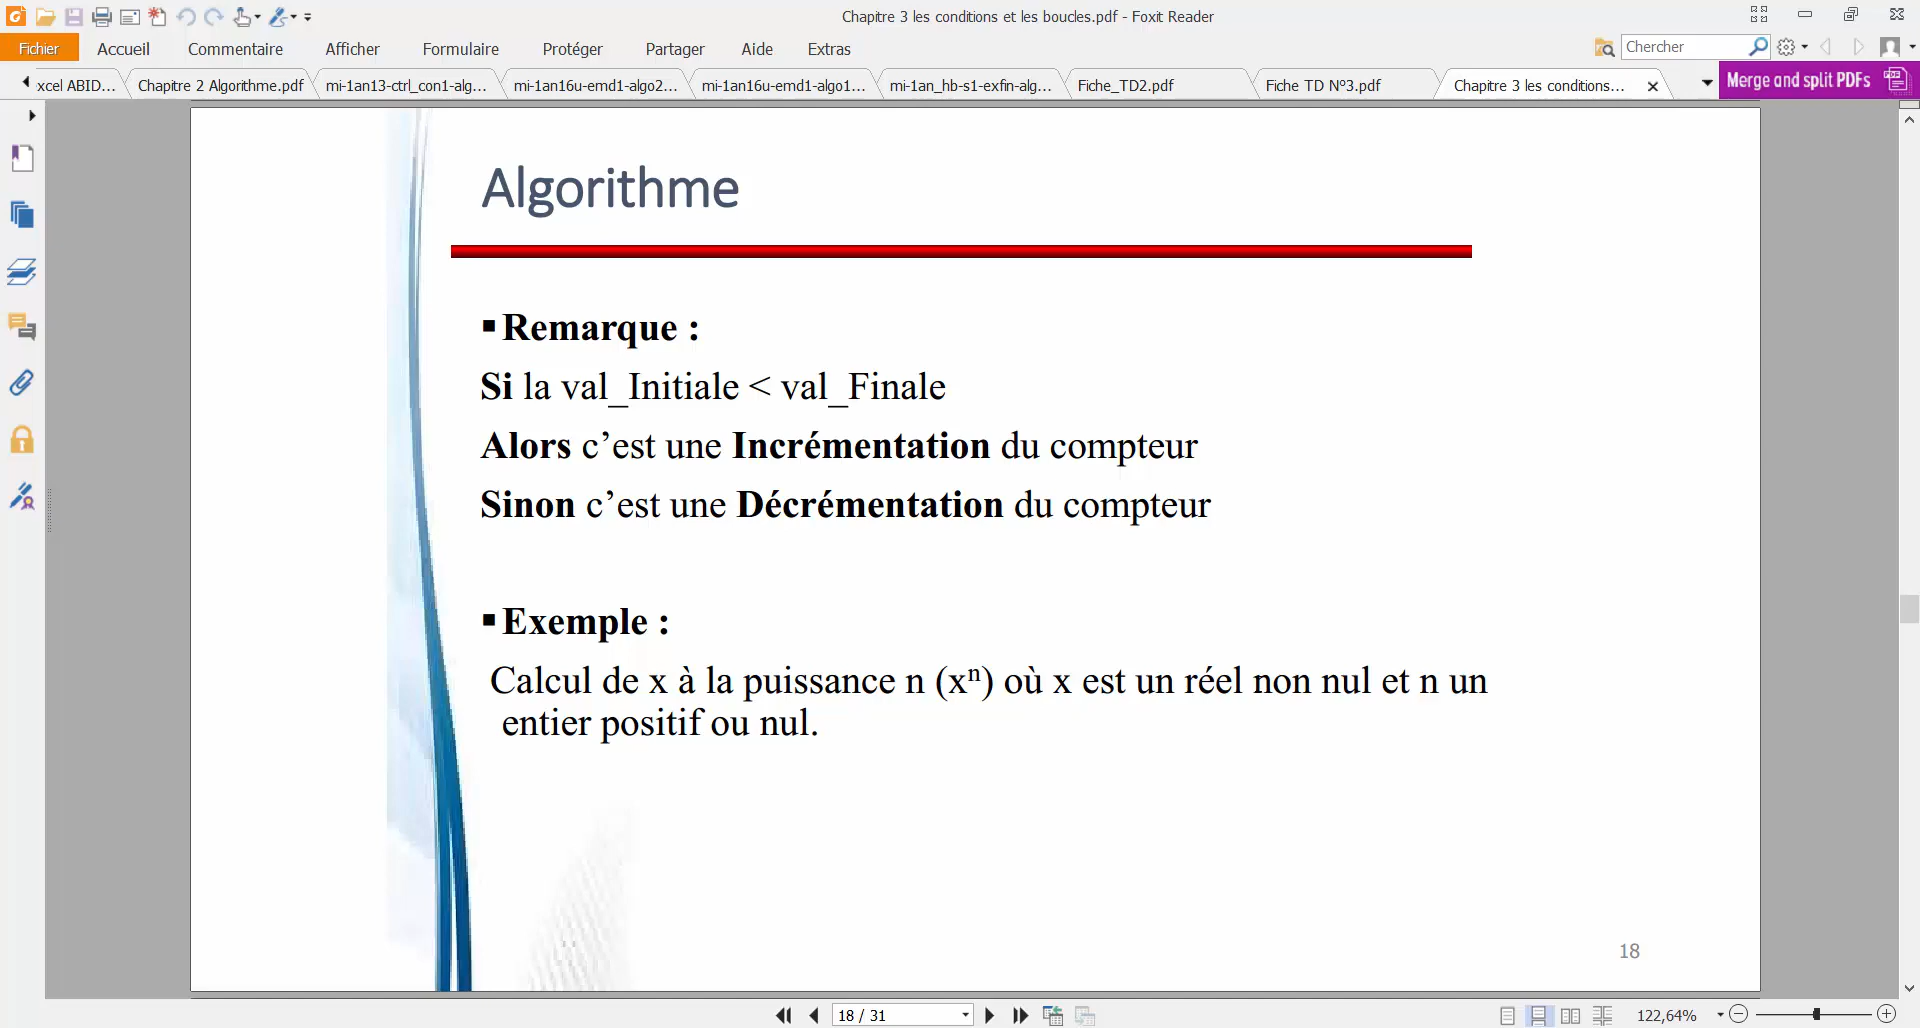 Chapitre 3 les conditions et les boucles.pdf - Foxit Reader
Fichier Accueil Commentaire Afficher Formulaire Protéger Partager Aide Extras Chercher
xcel ABID... Chapitre 2 Algorithme.pdf mi-1an13-ctrl_con1-alg... mi-1an16u-emd1-algo2... mi-1an16u-emd1-algo1... mi-1an_hb-s1-exfin-alg... Fiche_TD2.pdf Fiche TD N°3.pdf Chapitre 3 les conditions... Merge and split PDFs
Algorithme
▪ Remarque :
Si la val_Initiale < val_Finale
Alors c’est une Incrémentation du compteur
Sinon c’est une Décrémentation du compteur
▪ Exemple :
Calcul de x à la puissance n (xⁿ) où x est un réel non nul et n un
entier positif ou nul.
18
18 / 31 122,64%